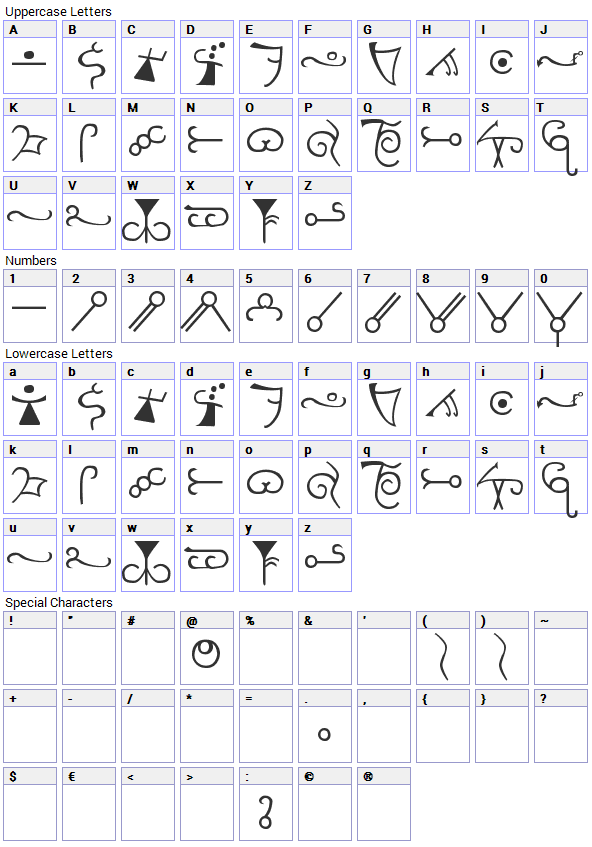 Uppercase Letters
A B C D E F G H I J
K L M N O P Q R S T
U V W X Y Z
Numbers
1 2 3 4 5 6 7 8 9 0
Lowercase Letters
a b c d e f g h i j
k l m n o p q r s t
u v w x y z
Special Characters
! " # @ % & ' ( ) ~
+ - / * = . , { } ?
$ € < > : © ®